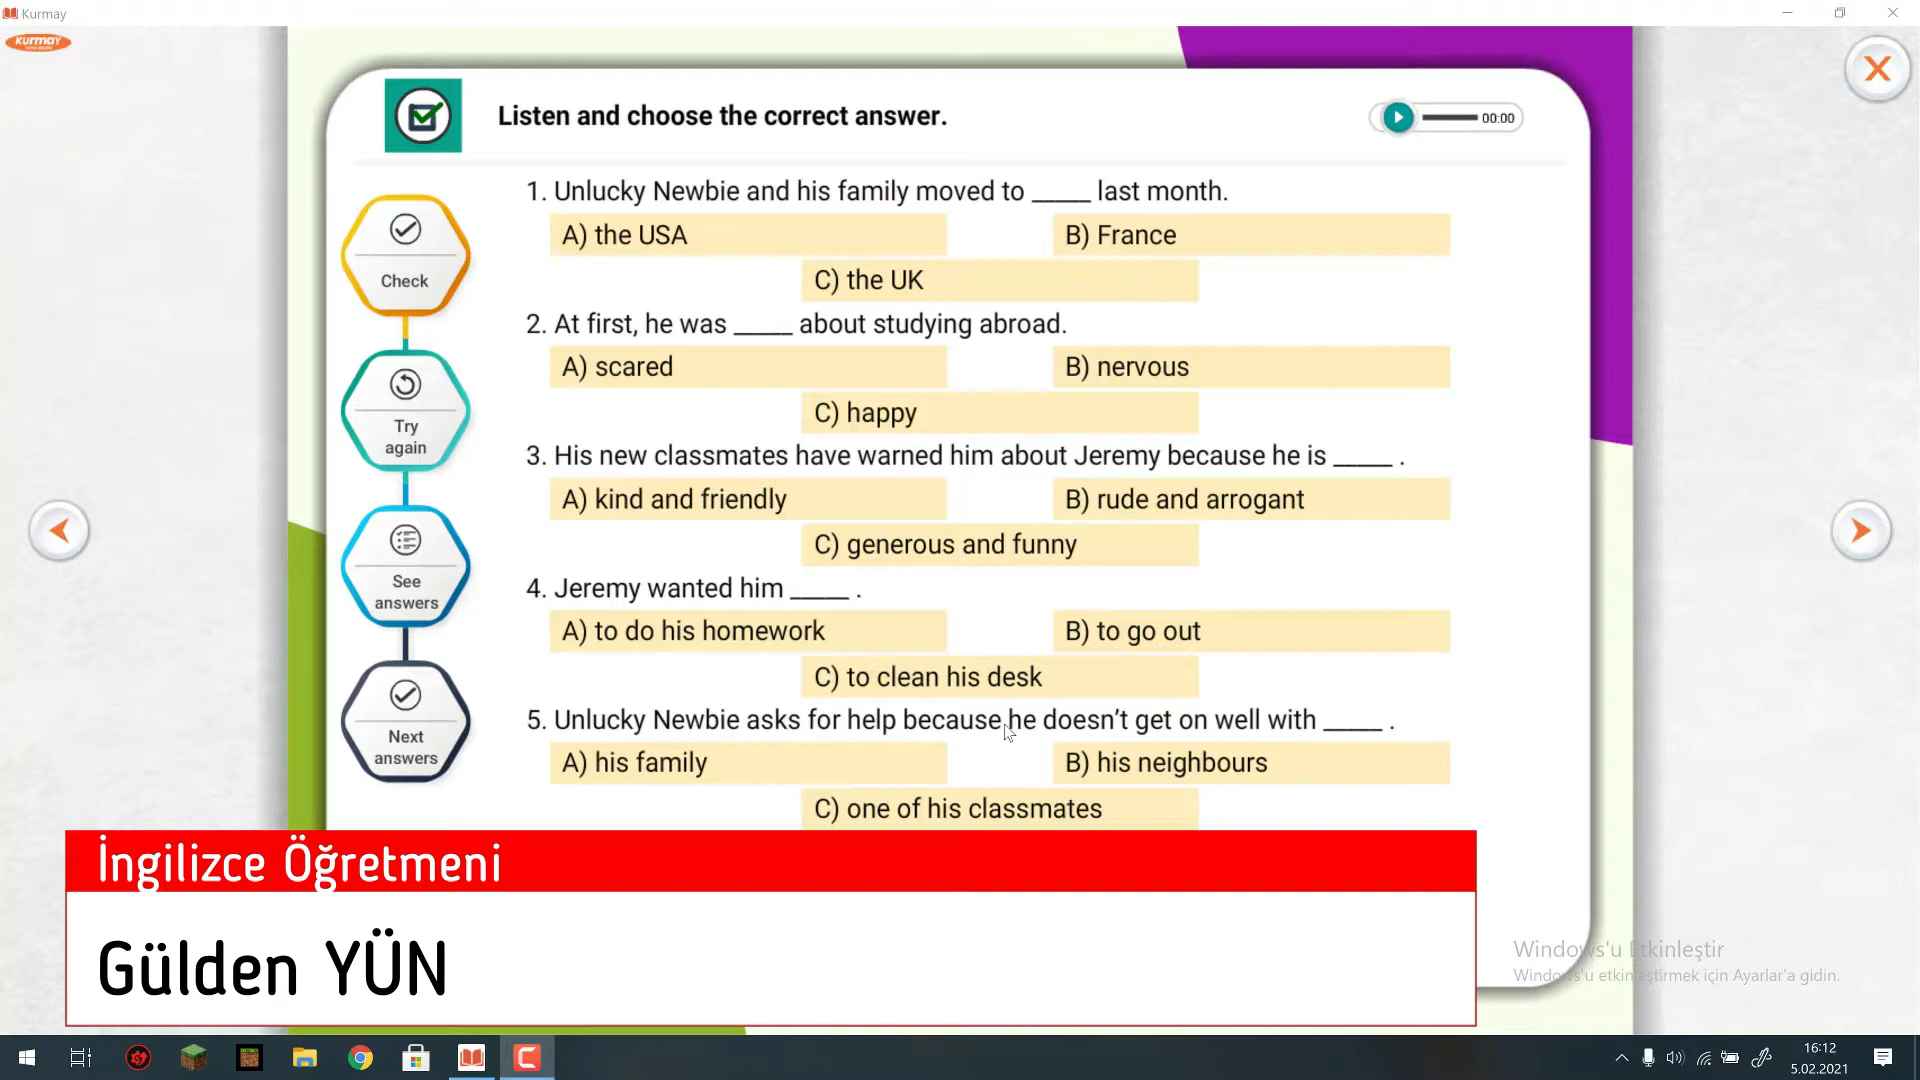 Kurmay
KURMAY
Listen and choose the correct answer.
00:00
1. Unlucky Newbie and his family moved to _____ last month.
A) the USA
B) France
C) the UK
2. At first, he was _____ about studying abroad.
A) scared
B) nervous
C) happy
3. His new classmates have warned him about Jeremy because he is _____ .
A) kind and friendly
B) rude and arrogant
C) generous and funny
4. Jeremy wanted him _____ .
A) to do his homework
B) to go out
C) to clean his desk
5. Unlucky Newbie asks for help because he doesn't get on well with _____ .
A) his family
B) his neighbours
C) one of his classmates
Check
Try
again
See
answers
Next
answers
İngilizce Öğretmeni
Gülden YÜN
Windows'u Etkinleştir
Windows'u etkinleştirmek için Ayarlar'a gidin.
16:12
5.02.2021